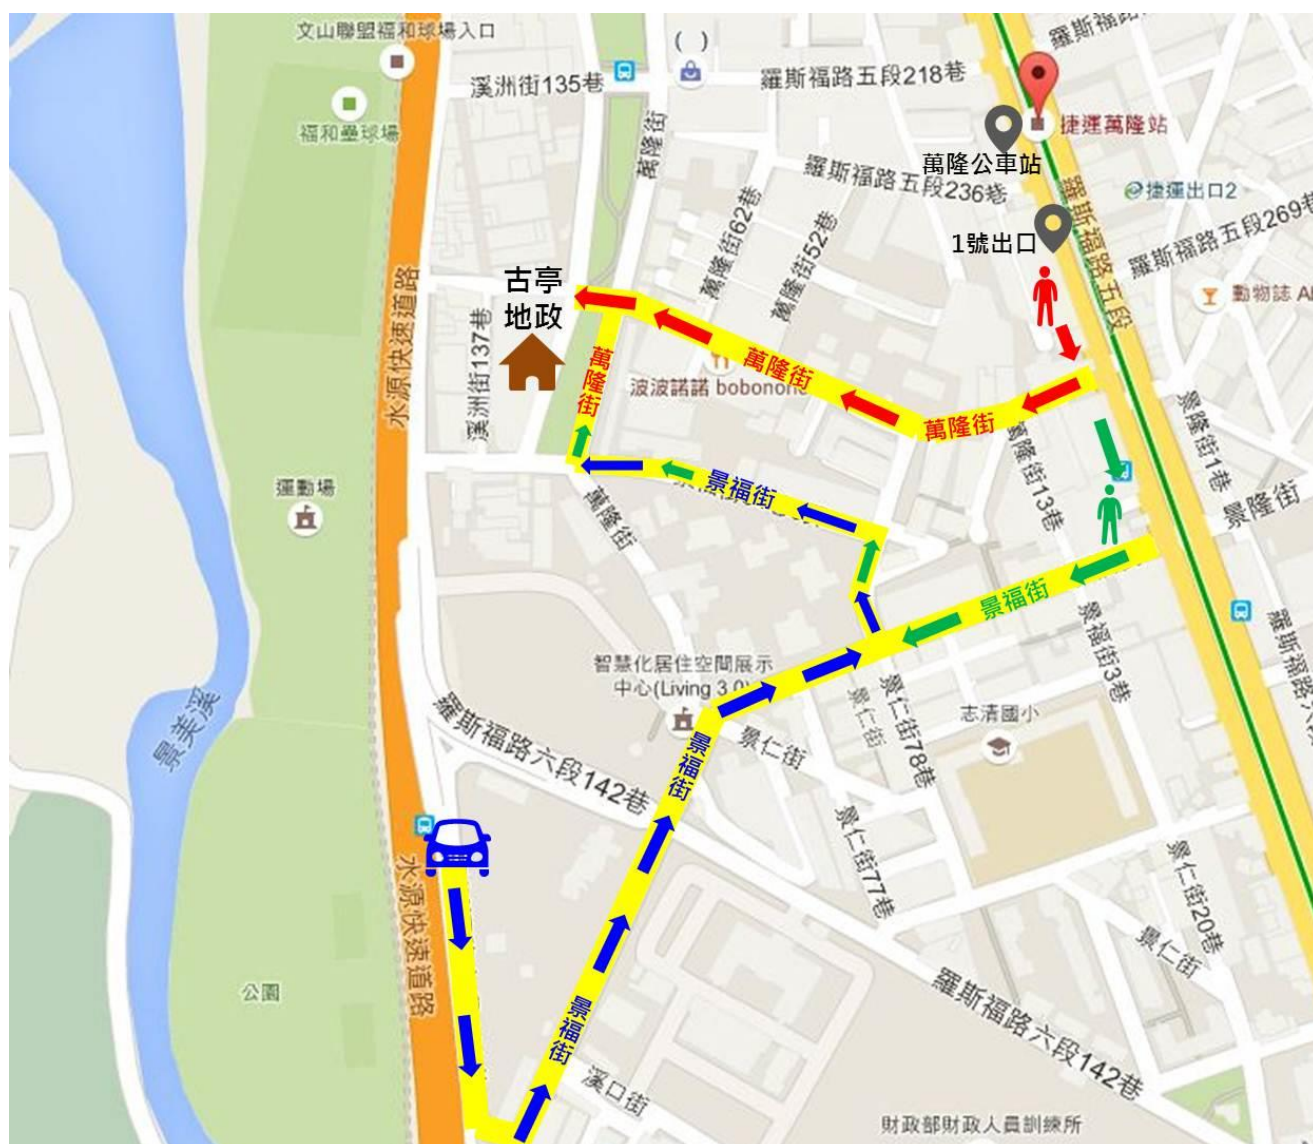 文山聯盟福和球場入口
( )
羅斯福路
溪洲街135巷
羅斯福路五段218巷
福和壘球場
捷運萬隆站
萬隆街
萬隆公車站
羅斯福路五段236巷
捷運出口2
羅斯福路五段269巷
萬隆街62巷
萬隆街52巷
1號出口
羅斯福路五段
古亭
地政
水源快速道路
溪洲街137巷
動物誌
萬隆街
萬隆街
波波諾諾 bobonono
萬隆街
萬隆街13巷
景隆街1巷
景隆街
運動場
景福街
萬隆街
景福街
景福街3巷
羅斯福路六
智慧化居住空間展示
中心(Living 3.0)
景仁街
景仁街78巷
志清國小
景美溪
羅斯福路六段142巷
景福街
景仁街
景仁街77巷
景仁街20巷
景仁街
水源快速道路
公園
景福街
羅斯福路六段142巷
溪口街
財政部財政人員訓練所